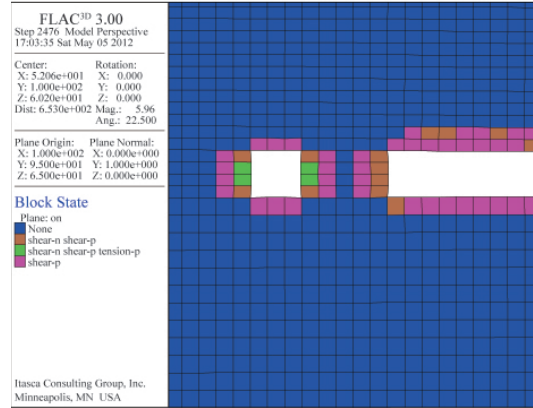 FLAC3D 3.00
Step 2476 Model Perspective
17:03:35 Sat May 05 2012
Center: Rotation:
X: 5.206e+001 X: 0.000
Y: 1.000e+002 Y: 0.000
Z: 6.020e+001 Z: 0.000
Dist: 6.530e+002 Mag.: 5.96
Ang.: 22.500
Plane Origin: Plane Normal:
X: 1.000e+002 X: 0.000e+000
Y: 9.500e+001 Y: 1.000e+000
Z: 6.500e+001 Z: 0.000e+000
Block State
Plane: on
None
shear-n shear-p
shear-n shear-p tension-p
shear-p
Itasca Consulting Group, Inc.
Minneapolis, MN USA